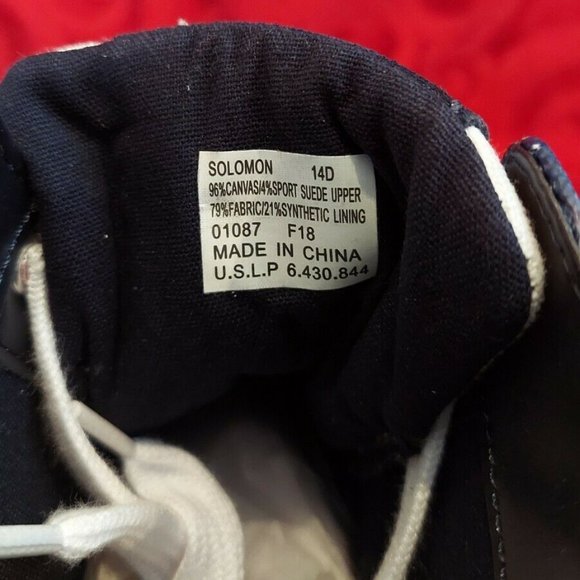 SOLOMON 14D
96%CANVAS/4%SPORT SUEDE UPPER
79%FABRIC/21%SYNTHETIC LINING
01087 F18
MADE IN CHINA
U.S.L.P 6.430.844